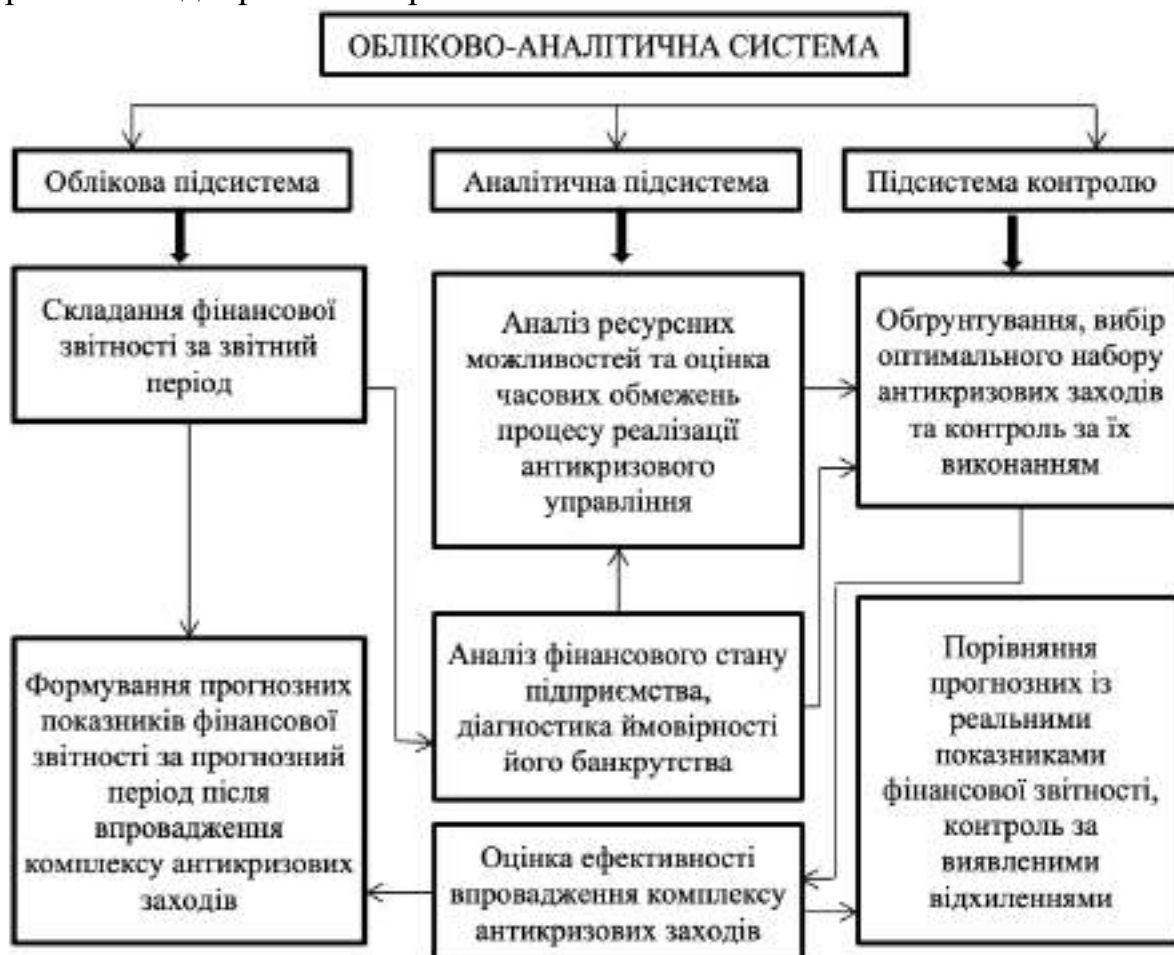 ОБЛІКОВО-АНАЛІТИЧНА СИСТЕМА
Облікова підсистема
Аналітична підсистема
Підсистема контролю
Складання фінансової
звітності за звітний
період
Аналіз ресурсних
можливостей та оцінка
часових обмежень
процесу реалізації
антикризового
управління
Обґрунтування, вибір
оптимального набору
антикризових заходів
та контроль за їх
виконанням
Формування прогнозних
показників фінансової
звітності за прогнозний
період після
впровадження
комплексу антикризових
заходів
Аналіз фінансового стану
підприємства,
діагностика ймовірності
його банкрутства
Порівняння
прогнозних із
реальними
показниками
фінансової звітності,
контроль за
виявленими
відхиленнями
Оцінка ефективності
впровадження комплексу
антикризових заходів